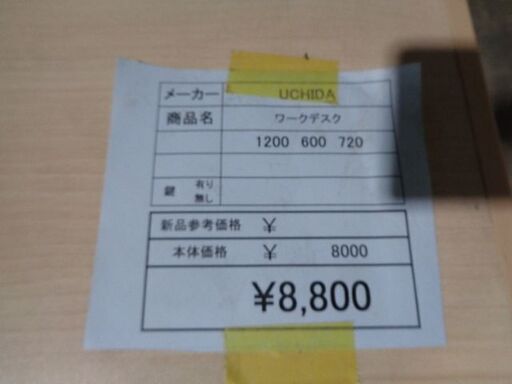 メーカー UCHIDA
商品名 ワークデスク
1200 600 720
鍵 有り 無し
新品参考価格 ¥
本体価格 ¥ 8000
¥8,800